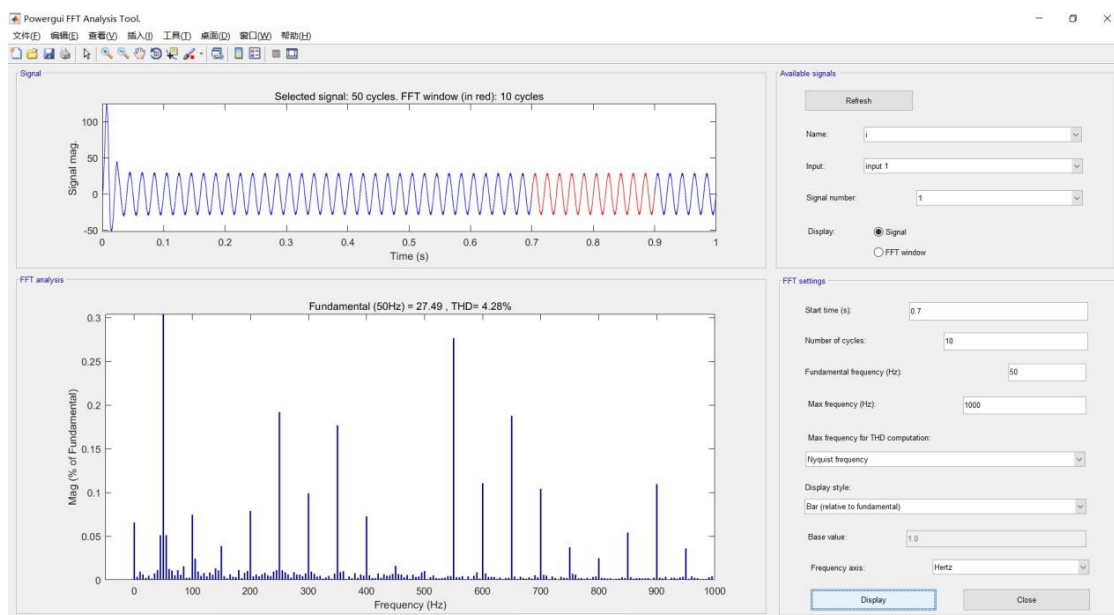 Powergui FFT Analysis Tool.
文件(F) 编辑(E) 查看(V) 插入(I) 工具(T) 桌面(D) 窗口(W) 帮助(H)
Signal
Selected signal: 50 cycles. FFT window (in red): 10 cycles
Signal mag.
100
50
0
-50
0 0.1 0.2 0.3 0.4 0.5 0.6 0.7 0.8 0.9 1
Time (s)
FFT analysis
Fundamental (50Hz) = 27.49 , THD= 4.28%
Mag (% of Fundamental)
0.3
0.25
0.2
0.15
0.1
0.05
0
0 100 200 300 400 500 600 700 800 900 1000
Frequency (Hz)
Available signals
Refresh
Name: i
Input: input 1
Signal number: 1
Display: Signal
FFT window
FFT settings
Start time (s): 0.7
Number of cycles: 10
Fundamental frequency (Hz): 50
Max frequency (Hz): 1000
Max frequency for THD computation:
Nyquist frequency
Display style:
Bar (relative to fundamental)
Base value: 1.0
Frequency axis: Hertz
Display Close